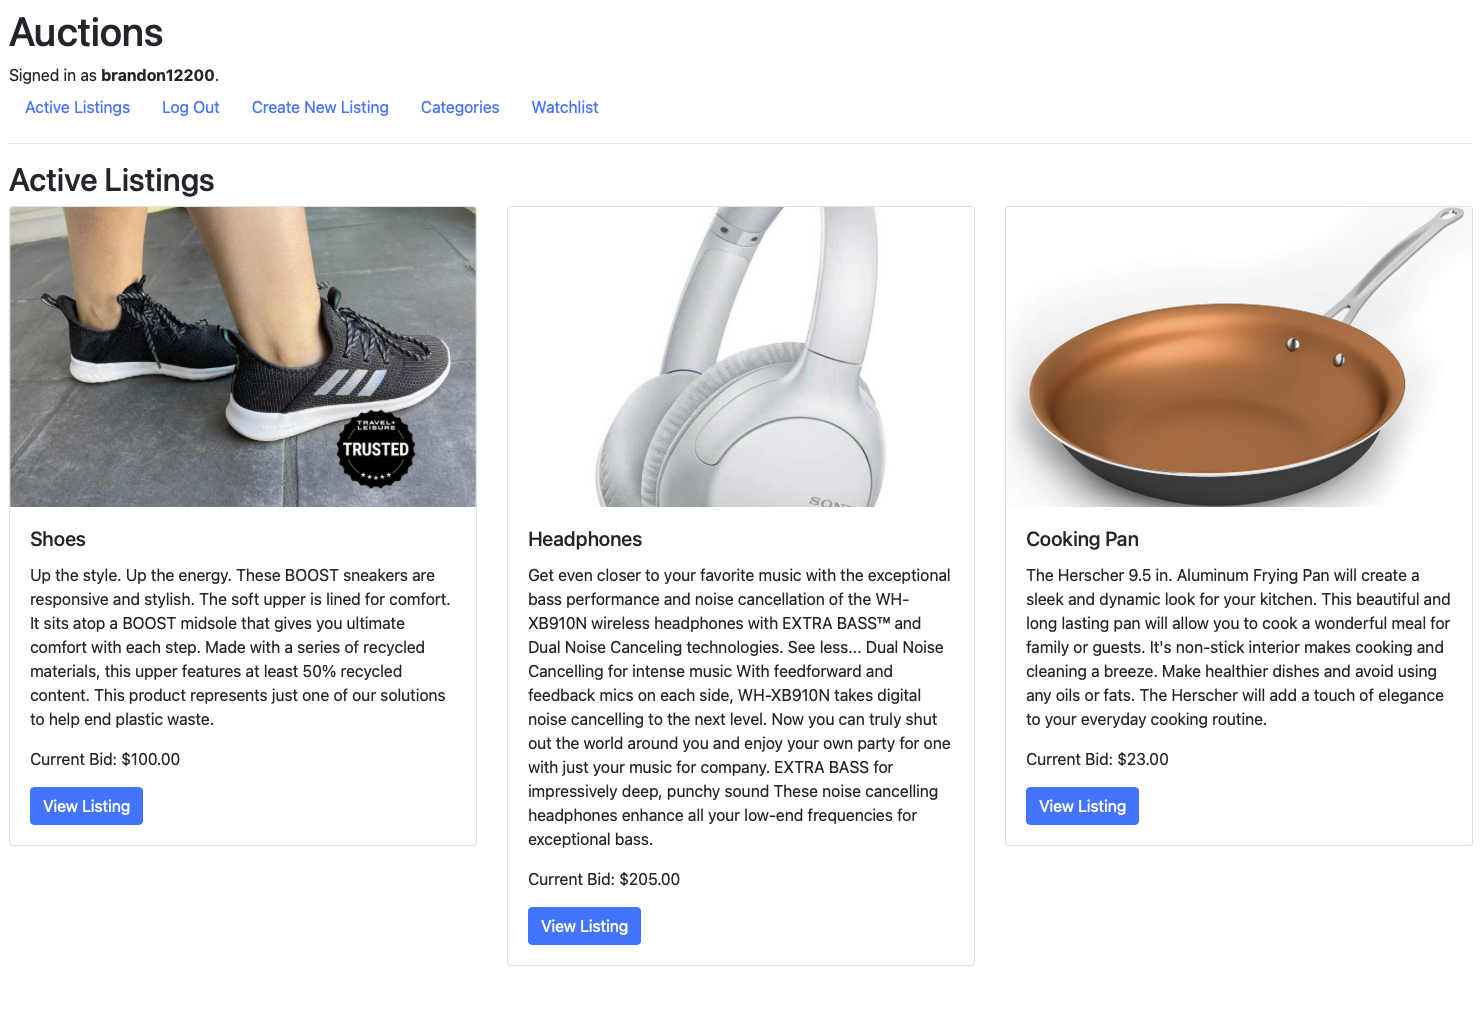 Auctions
Signed in as brandon12200.
Active Listings Log Out Create New Listing Categories Watchlist
Active Listings
TRAVEL+
LEISURE
TRUSTED
SONY
Shoes
Up the style. Up the energy. These BOOST sneakers are
responsive and stylish. The soft upper is lined for comfort.
It sits atop a BOOST midsole that gives you ultimate
comfort with each step. Made with a series of recycled
materials, this upper features at least 50% recycled
content. This product represents just one of our solutions
to help end plastic waste.
Current Bid: $100.00
View Listing
Headphones
Get even closer to your favorite music with the exceptional
bass performance and noise cancellation of the WH-
XB910N wireless headphones with EXTRA BASS™ and
Dual Noise Canceling technologies. See less... Dual Noise
Cancelling for intense music With feedforward and
feedback mics on each side, WH-XB910N takes digital
noise cancelling to the next level. Now you can truly shut
out the world around you and enjoy your own party for one
with just your music for company. EXTRA BASS for
impressively deep, punchy sound These noise cancelling
headphones enhance all your low-end frequencies for
exceptional bass.
Current Bid: $205.00
View Listing
Cooking Pan
The Herscher 9.5 in. Aluminum Frying Pan will create a
sleek and dynamic look for your kitchen. This beautiful and
long lasting pan will allow you to cook a wonderful meal for
family or guests. It's non-stick interior makes cooking and
cleaning a breeze. Make healthier dishes and avoid using
any oils or fats. The Herscher will add a touch of elegance
to your everyday cooking routine.
Current Bid: $23.00
View Listing